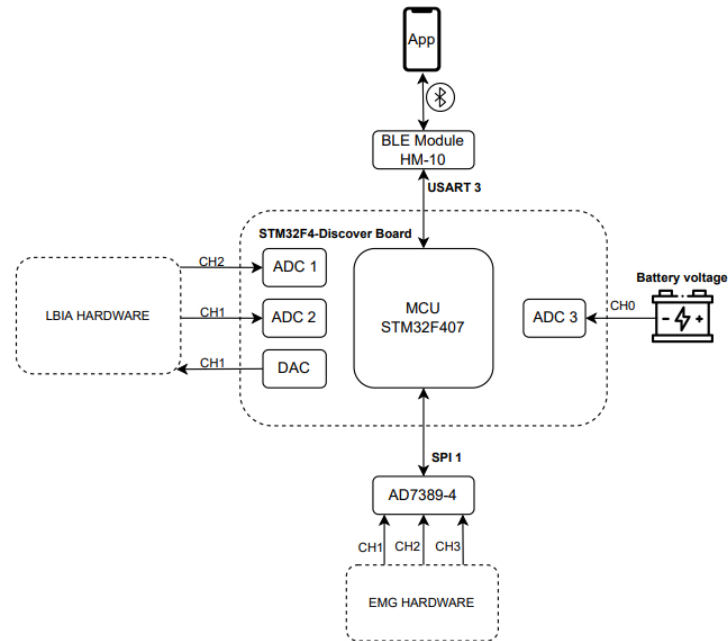 App
BLE Module
HM-10
USART 3
STM32F4-Discover Board
CH2
ADC 1
LBIA HARDWARE
CH1
ADC 2
CH1
DAC
MCU
STM32F407
ADC 3
CH0
Battery voltage
SPI 1
AD7389-4
CH1
CH2
CH3
EMG HARDWARE